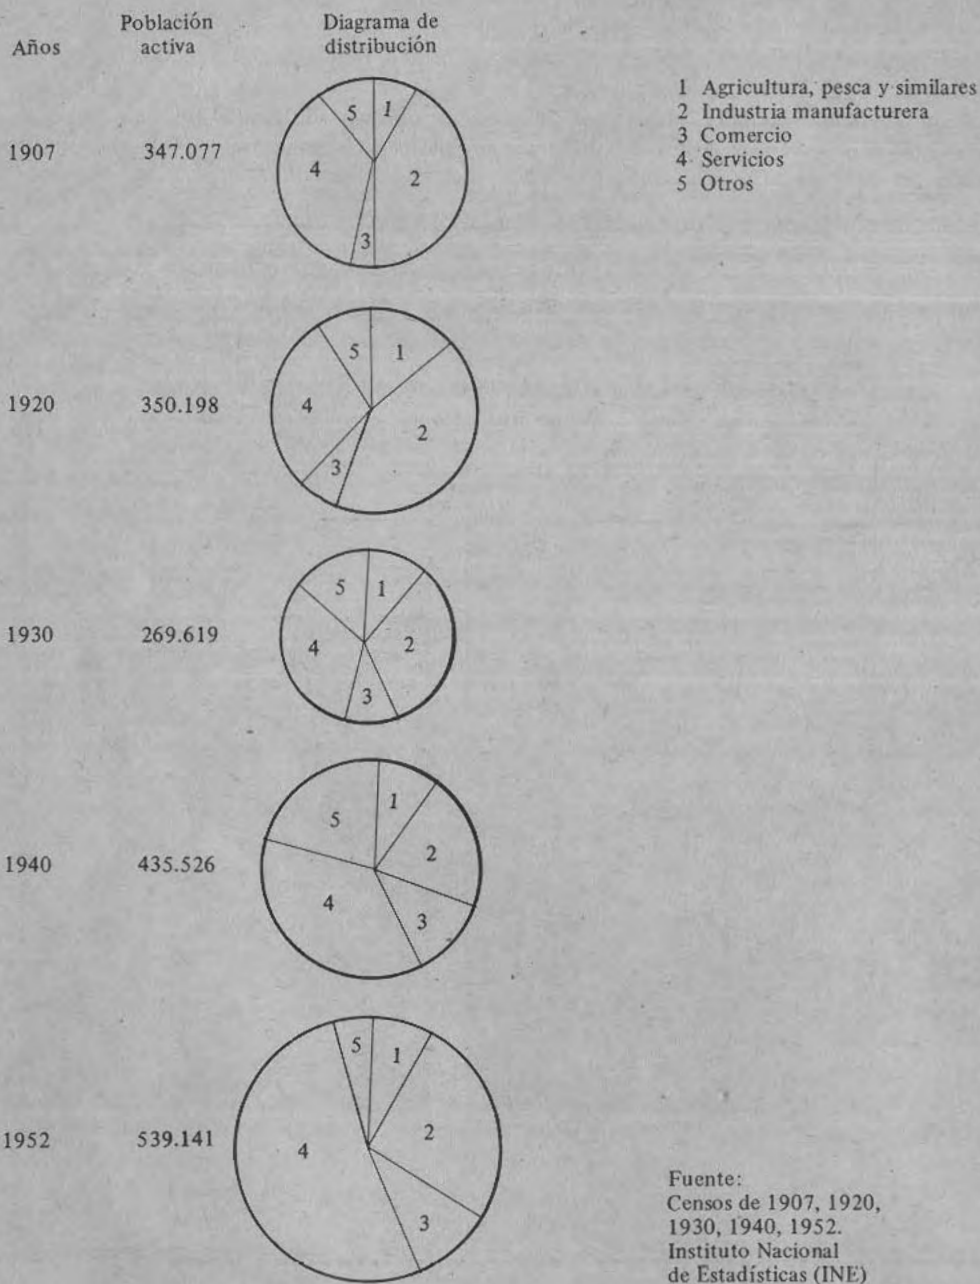 Años
Población
activa
Diagrama de
distribución
1 Agricultura, pesca y similares
2 Industria manufacturera
3 Comercio
4 Servicios
5 Otros
1907
347.077
5
1
4
2
3
1920
350.198
5
1
4
2
3
1930
269.619
5
1
4
2
3
1940
435.526
1
5
2
4
3
1952
539.141
5
1
2
4
3
Fuente:
Censos de 1907, 1920,
1930, 1940, 1952.
Instituto Nacional
de Estadísticas (INE)